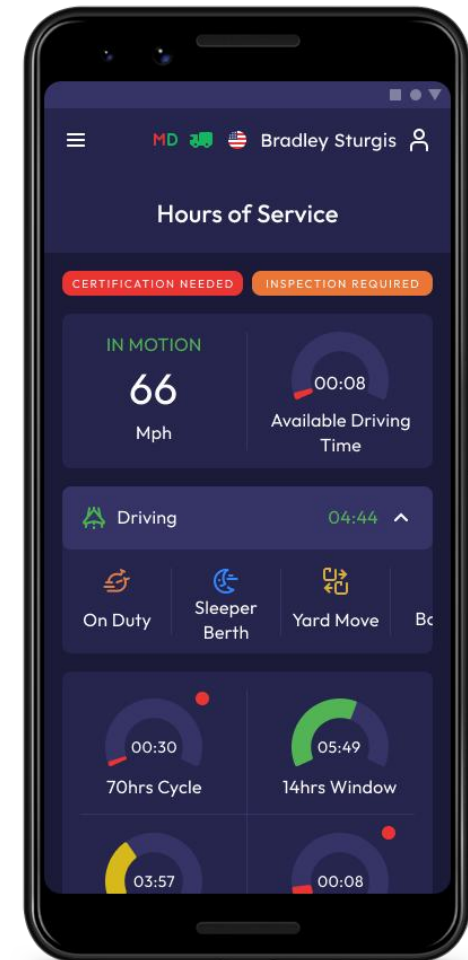 MD Bradley Sturgis
Hours of Service
CERTIFICATION NEEDED INSPECTION REQUIRED
IN MOTION
66
Mph
00:08
Available Driving
Time
Driving 04:44
On Duty
Sleeper
Berth
Yard Move
00:30
70hrs Cycle
05:49
14hrs Window
03:57
00:08